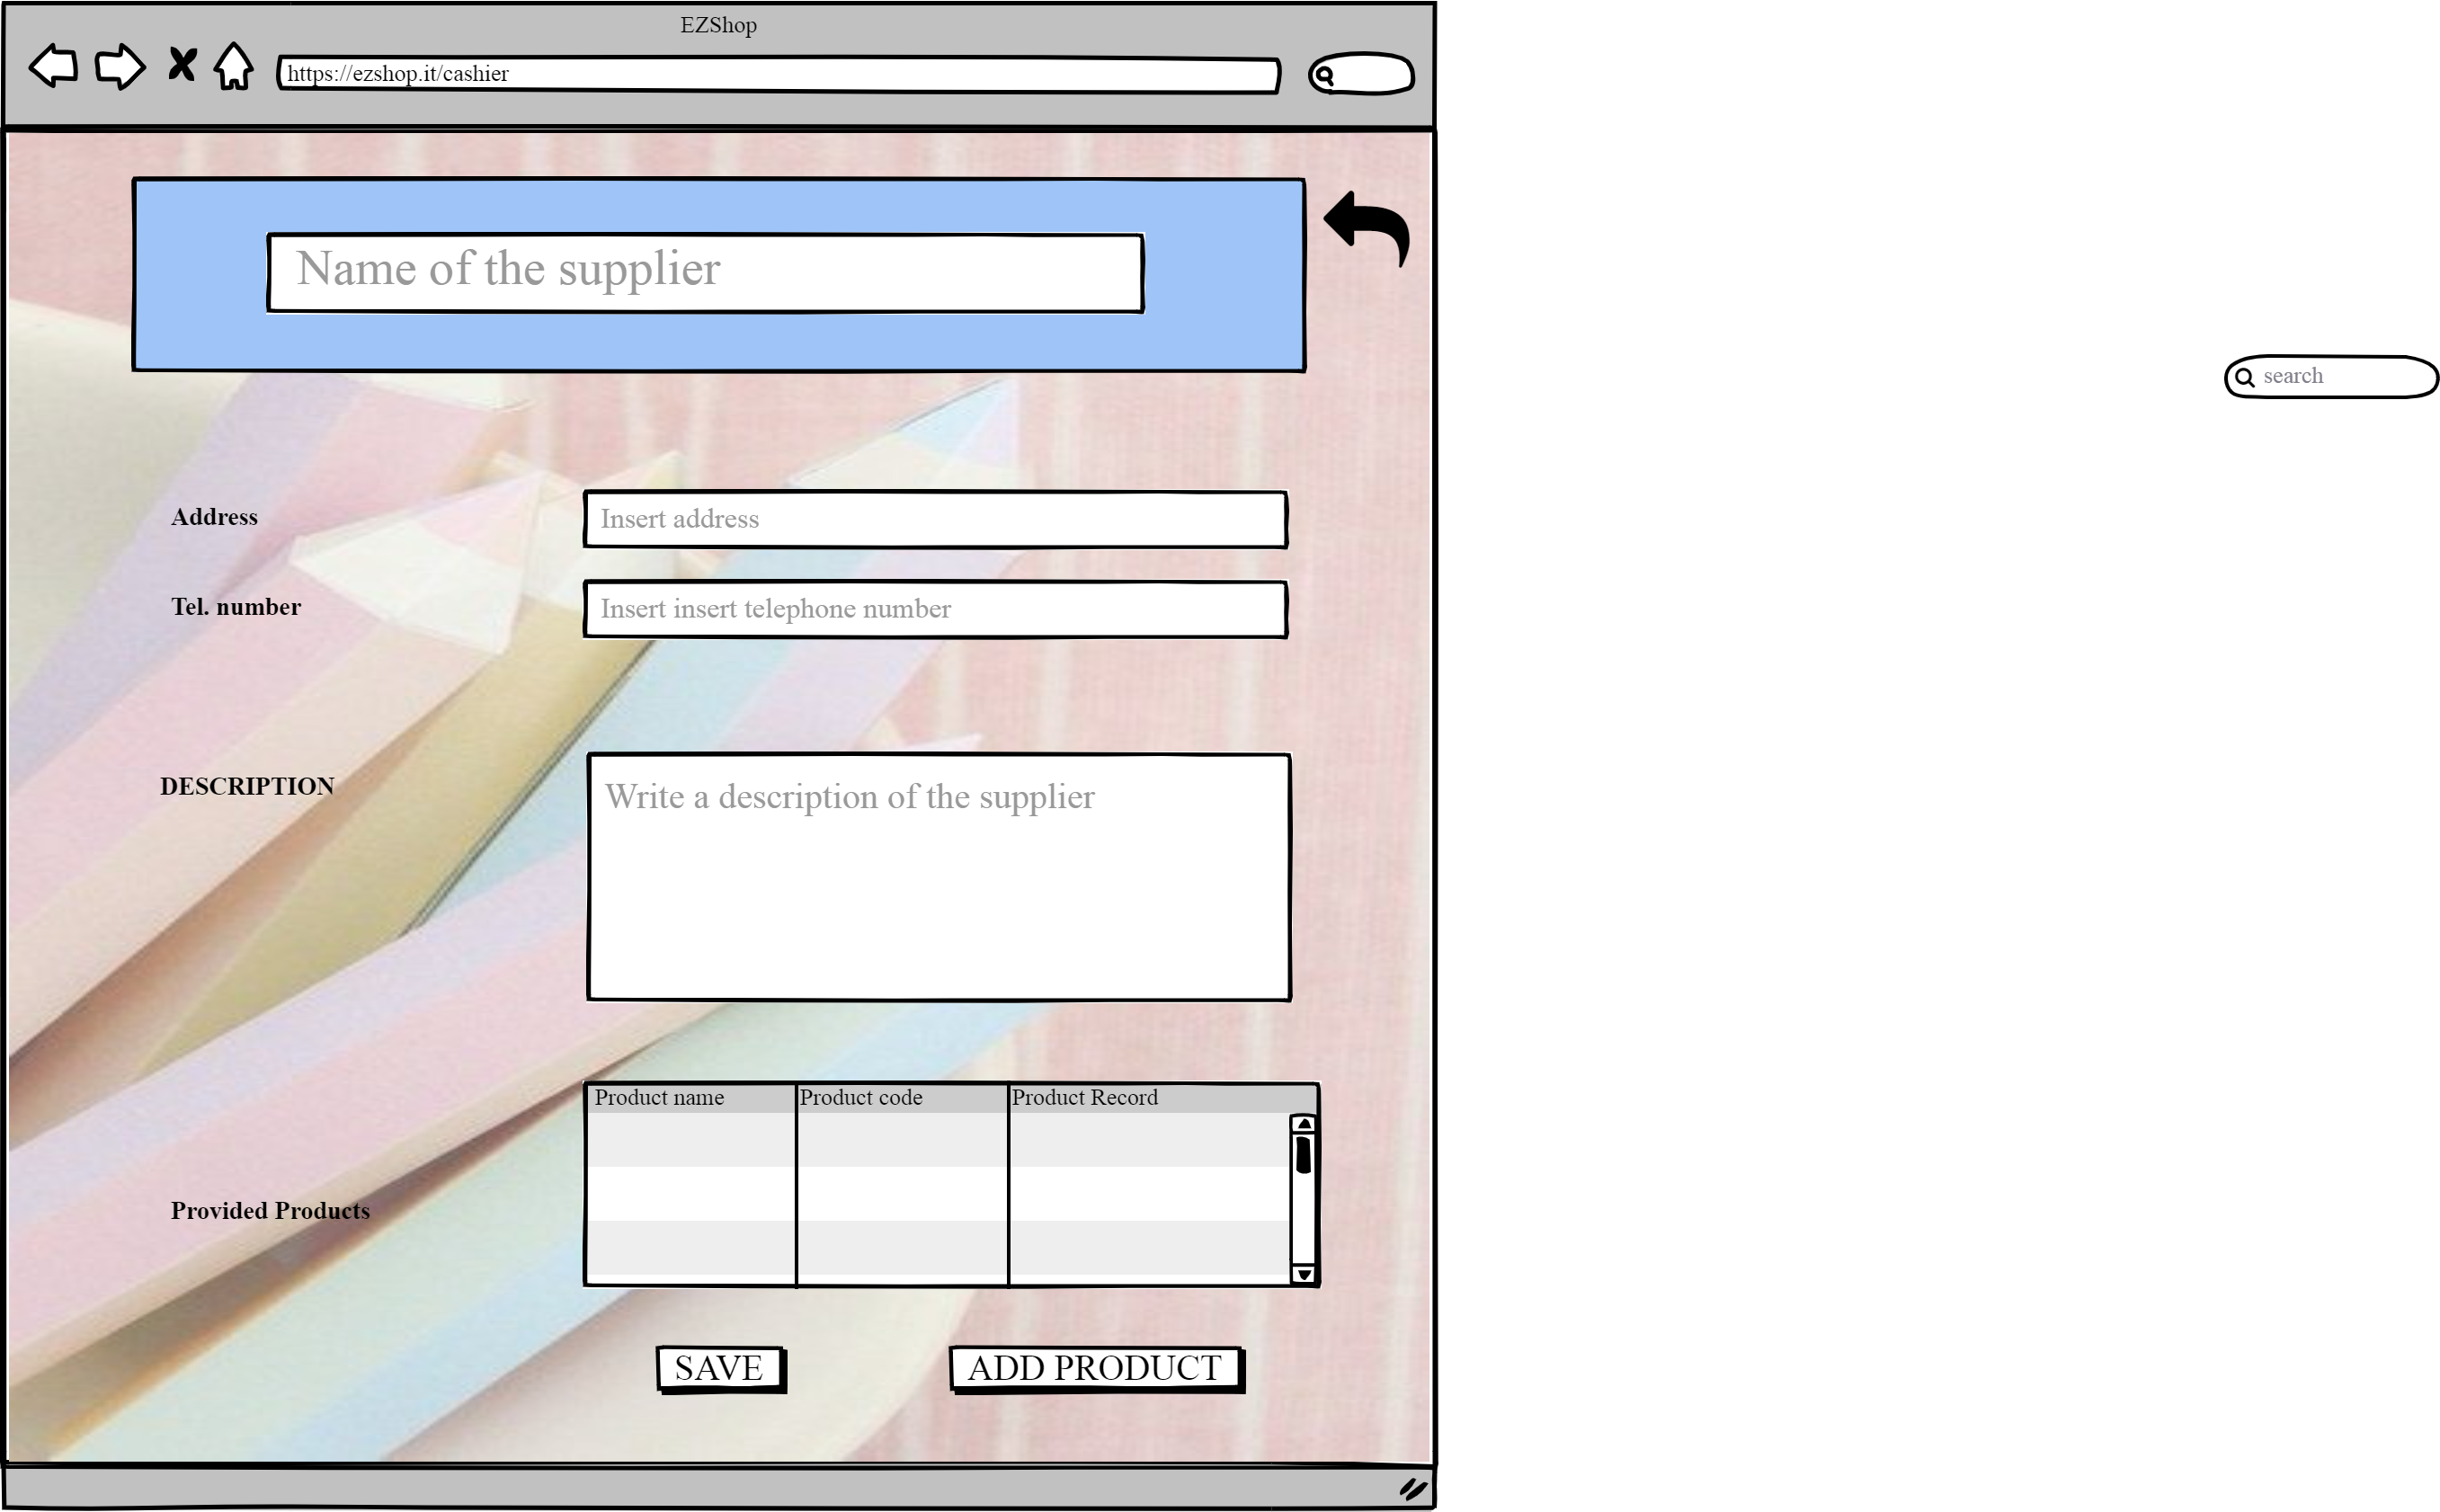 EZShop
https://ezshop.it/cashier
Name of the supplier
search
Address
Insert address
Tel. number
Insert insert telephone number
DESCRIPTION
Write a description of the supplier
Product name
Product code
Product Record
Provided Products
SAVE
ADD PRODUCT